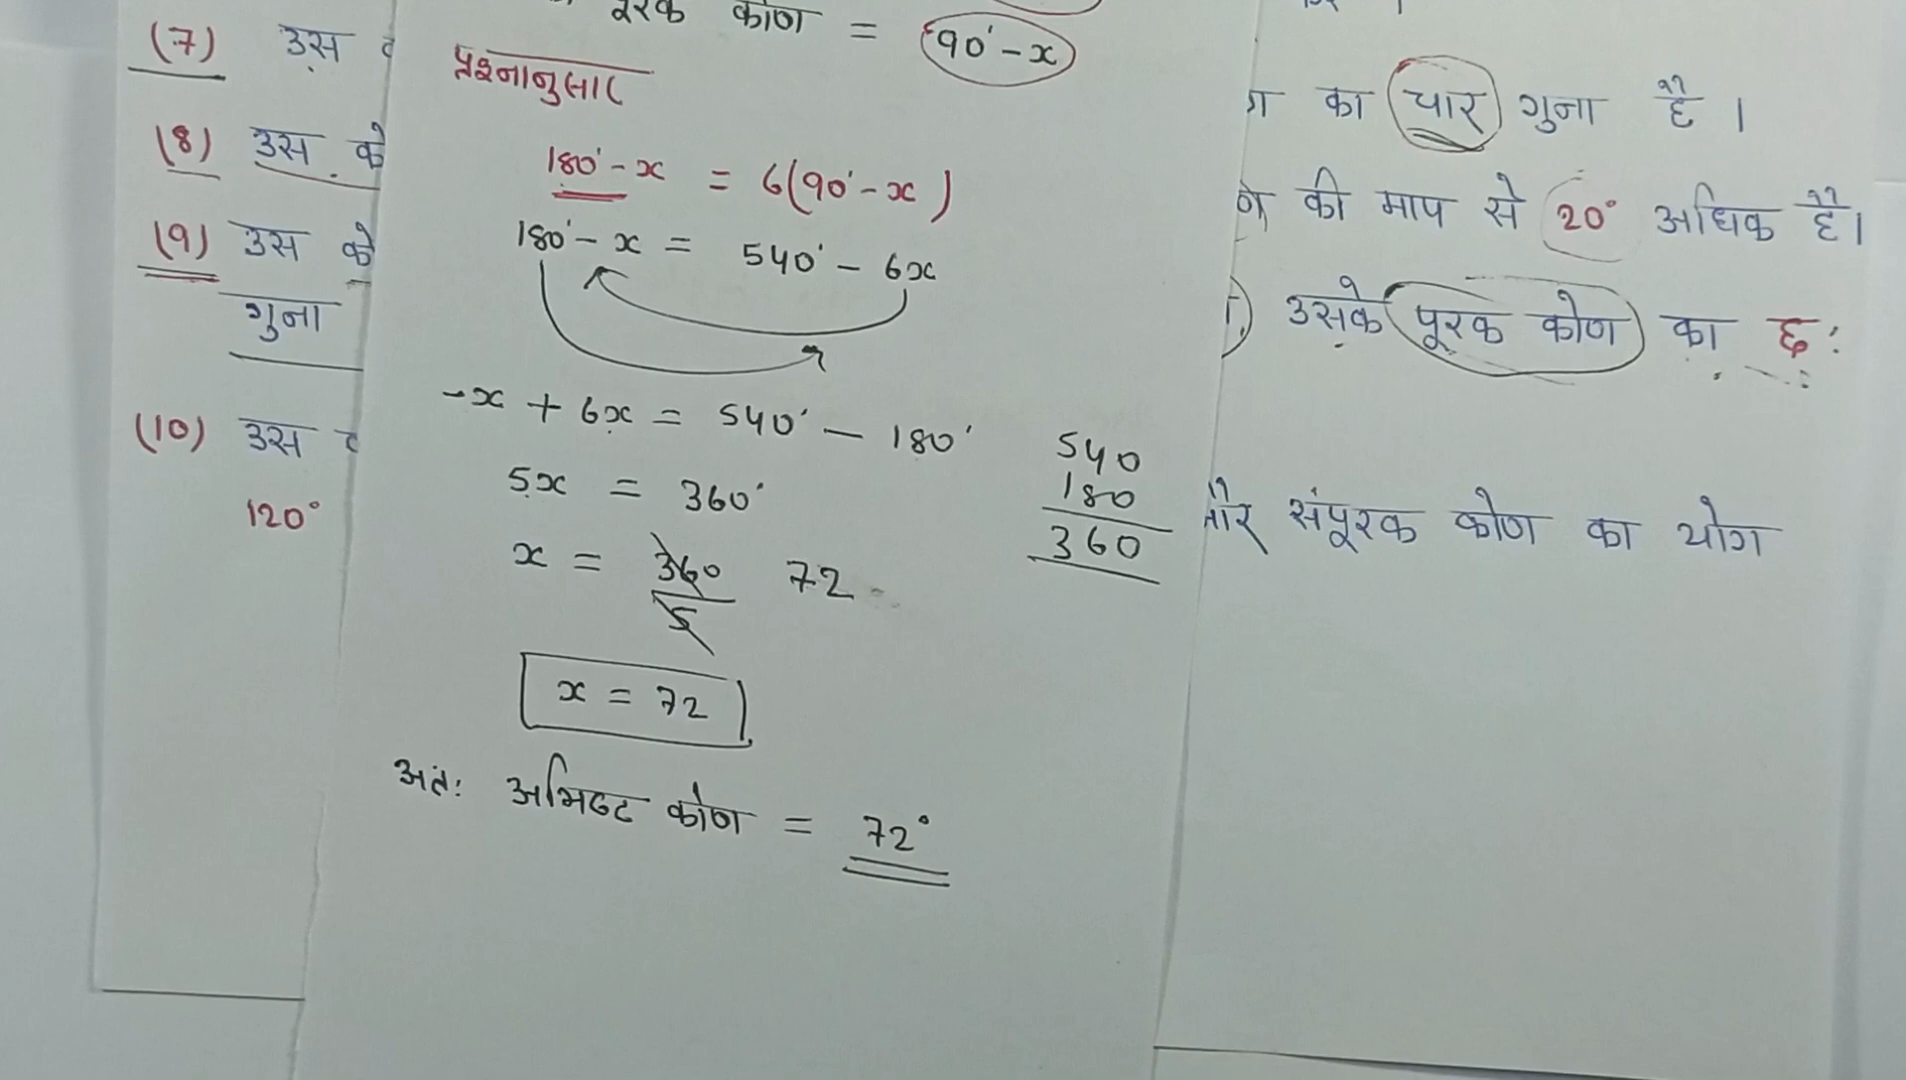 पूरक कोण = 90° - x
(7) उस
प्रश्नानुसार
का चार गुना है ।
(8) उस
180° - x = 6(90° - x)
की माप से 20° अधिक है।
(9) उस
180° - x = 540° - 6x
उसके पूरक कोण का छः
गुना
-x + 6x = 540° - 180°
(10) उस
540
180
360
5x = 360°
और संपूरक कोण का योग
120°
x = 360/5 72
x = 72
अतः अभिष्ट कोण = 72°